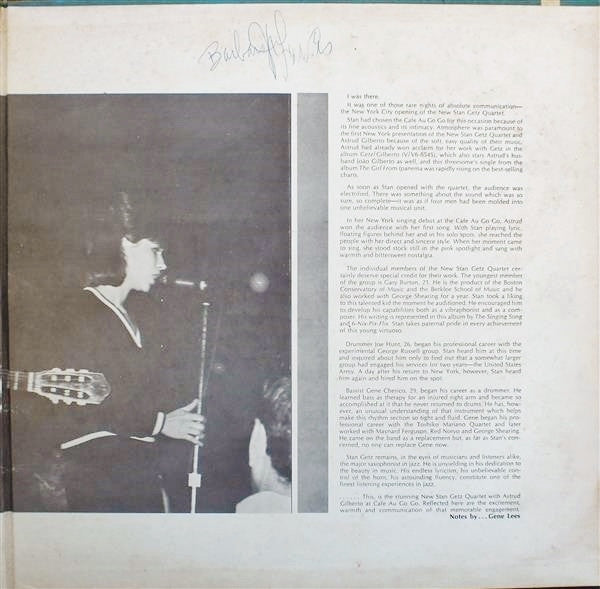 Barbara
I was there.
It was one of those rare nights of absolute communication—
the New York City opening of the New Stan Getz Quartet.
Stan had chosen the Cafe Au Go Go for this occasion because of
its fine acoustics and its intimacy. Atmosphere was paramount to
the first New York presentation of the New Stan Getz Quartet and
Astrud Gilberto because of the soft, easy quality of their music.
Astrud had already won acclaim for her work with Getz in the
album Getz/Gilberto (V/V6-8545), which also stars Astrud's hus-
band João Gilberto as well, and this threesome's single from the
album The Girl From Ipanema was rapidly rising on the best-selling
charts.
As soon as Stan opened with the quartet, the audience was
electrified. There was something about the sound which was so
sure, so complete—it was as if four men had been molded into
one unbelievable musical unit.
In her New York singing debut at the Cafe Au Go Go, Astrud
won the audience with her first song. With Stan playing lyric,
floating figures behind her and in his solo spots, she reached the
people with her direct and sincere style. When her moment came
to sing, she stood stock still in the pink spotlight and sang with
warmth and bittersweet nostalgia.
The individual members of the New Stan Getz Quartet cer-
tainly deserve special credit for their work. The youngest member
of the group is Gary Burton, 21. He is the product of the Boston
Conservatory of Music and the Berklee School of Music and he
also worked with George Shearing for a year. Stan took a liking
to this talented kid the moment he auditioned. He encouraged him
to develop his capabilities both as a vibraphonist and as a com-
poser. His writing is represented in this album by The Singing Song
and 6-Nix-Pix-Flix. Stan takes paternal pride in every achievement
of this young virtuoso.
Drummer Joe Hunt, 26, began his professional career with the
experimental George Russell group. Stan heard him at this time
and inquired about him only to find out that a somewhat larger
group had engaged his services for two years—the United States
Army. A day after his return to New York, however, Stan heard
him again and hired him on the spot.
Bassist Gene Cherico, 29, began his career as a drummer. He
learned bass as therapy for an injured right arm and became so
accomplished at it that he never returned to drums. He has, how-
ever, an unusual understanding of that instrument which helps
make this rhythm section so tight and fluid. Gene began his pro-
fessional career with the Toshiko Mariano Quartet and later
worked with Maynard Ferguson, Red Norvo and George Shearing.
He came on the band as a replacement but, as far as Stan's con-
cerned, no one can replace Gene now.
Stan Getz remains, in the eyes of musicians and listeners alike,
the major saxophonist in jazz. He is unyielding in his dedication to
the beauty in music. His endless lyricism, his unbelievable con-
trol of the horn, his astounding fluency, constitute one of the
finest listening experiences in JAZZ.
. . . . . . This, is the stunning New Stan Getz Quartet with Astrud
Gilberto at Cafe Au Go Go. Reflected here are the excitement,
warmth and communication of that memorable engagement.
Notes by . . . Gene Lees